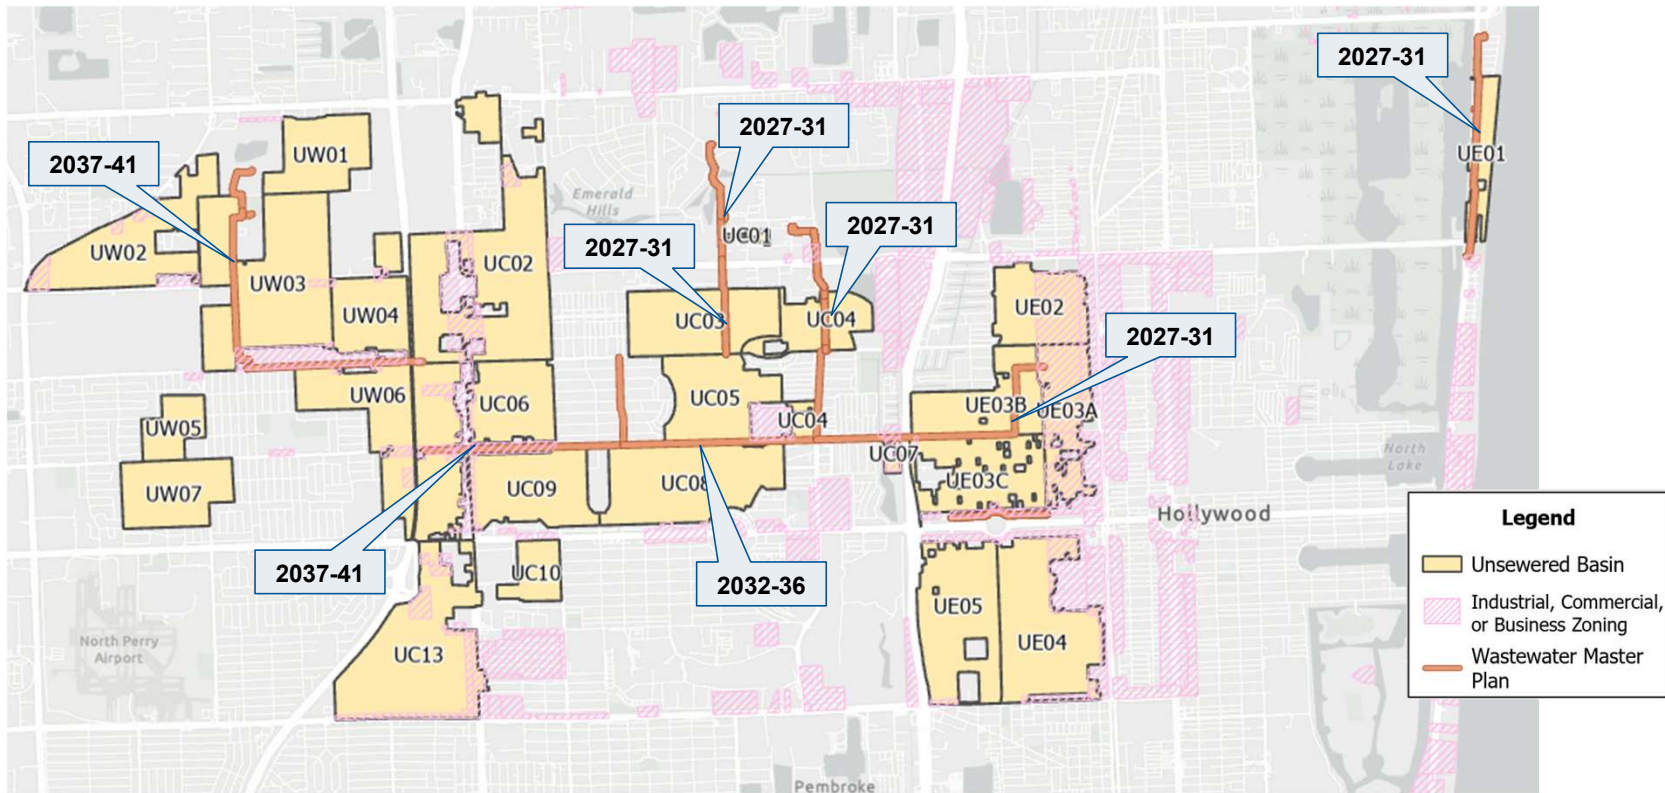 2027-31
2027-31
2037-41
UW01
UE01
Emerald
Hills
2027-31
2027-31
UC01
UW02
UC02
UW03
UW04
UC03
UC04
UE02
2027-31
UW06
UC06
UC05
UC04
UE03B
UE03A
UW05
UC07
North
Lake
UW07
UC09
UC08
UE03C
Hollywood
2037-41
UC10
2032-36
UE05
UE04
North Perry
Airport
UC13
Pembroke
Legend
Unsewered Basin
Industrial, Commercial,
or Business Zoning
Wastewater Master
Plan